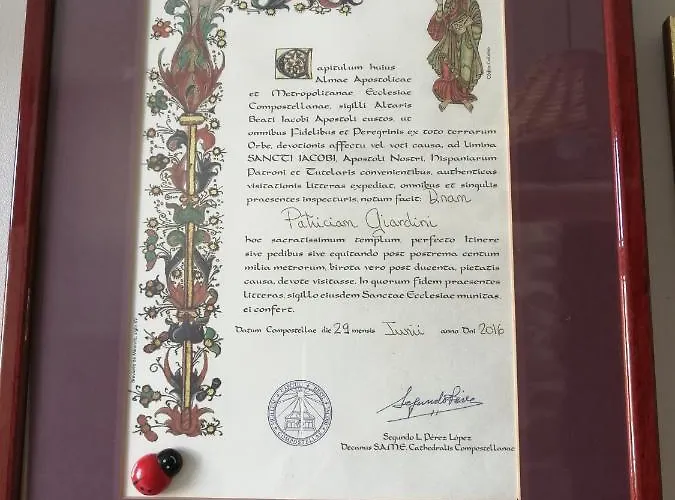 Capitulum huius
Almae Apostolicae
et Metropolitanae Ecclesiae
Compostellanae, sigilli Altaris
Beati Iacobi Apostoli custos, ut
omnibus Fidelibus et Peregrinis ex toto terrarum
Orbe, devotionis affectu vel voti causa, ad limina
SANCTI IACOBI, Apostoli Nostri, Hispaniarum
Patroni et Tutelaris convenientibus, authenticas
visitationis litteras expediat, omnibus et singulis
praesentes inspecturis, notum facit: Dnam
Patriciam Giardini
hoc sacratissimum templum, perfecto Itinere
sive pedibus sive equitando post postrema centum
milia metrorum, birota vero post ducenta, pietatis
causa, devote visitasse. In quorum fidem praesentes
litteras, sigillo eiusdem Sanctae Ecclesiae munitas,
ei confert.
Datum Compostellae die 29 mensis Iunii anno Dni 2016
Segundo L. Pérez López
Decanus S.A.M.E. Cathedralis Compostellanae